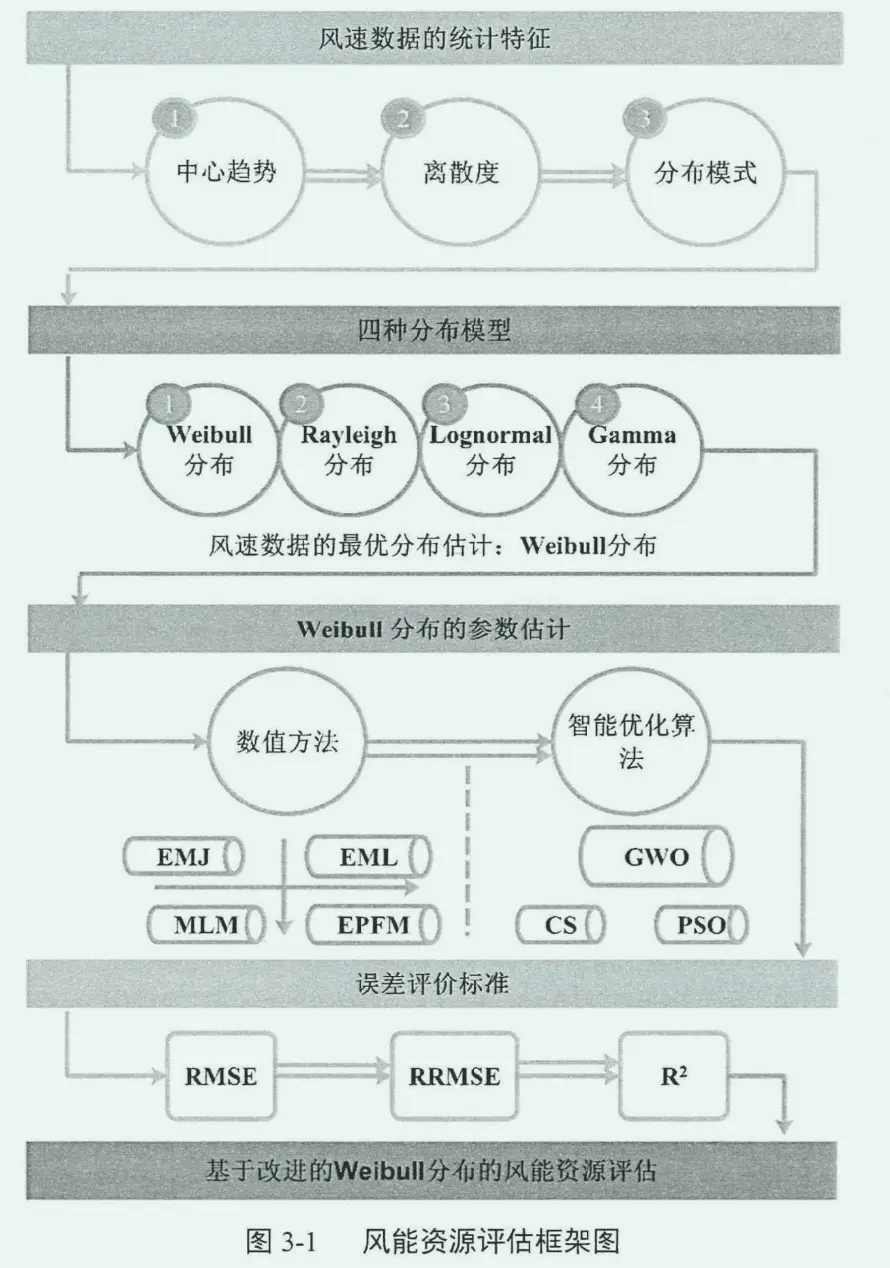 风速数据的统计特征
1 2 3
中心趋势 离散度 分布模式
四种分布模型
1 2 3 4
Weibull Rayleigh Lognormal Gamma
分布 分布 分布 分布
风速数据的最优分布估计：Weibull分布
Weibull 分布的参数估计
数值方法
智能优化算
法
EMJ EML GWO
MLM EPFM CS PSO
误差评价标准
RMSE RRMSE R²
基于改进的Weibull分布的风能资源评估
图 3-1 风能资源评估框架图